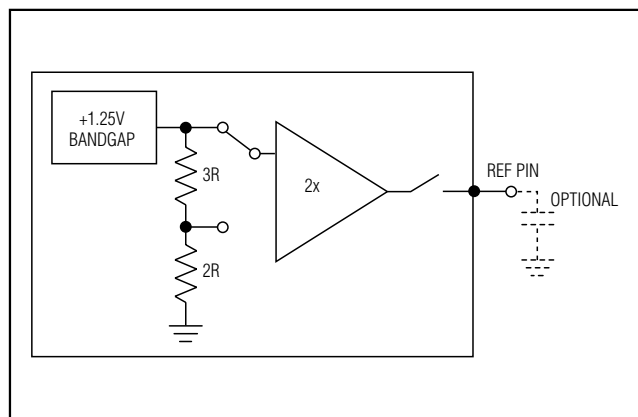 +1.25V
BANDGAP
3R
2R
2x
REF PIN
OPTIONAL